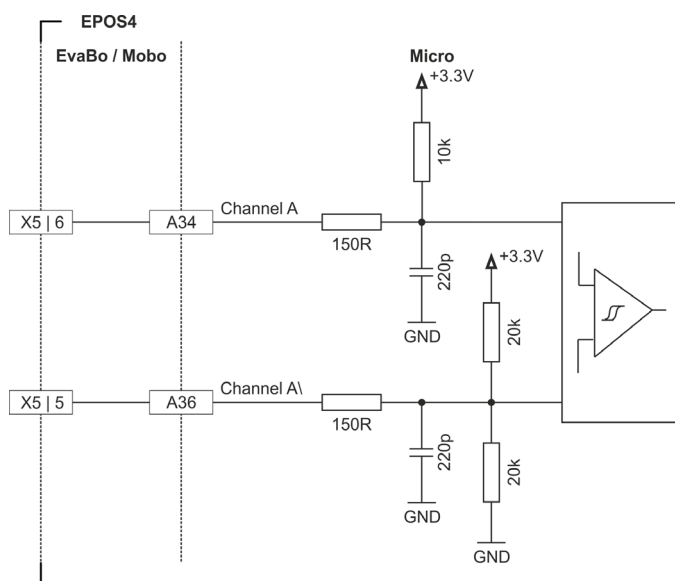 EPOS4
EvaBo / Mobo
Micro
+3.3V
10k
X5 | 6
A34
Channel A
150R
220p
GND
+3.3V
20k
X5 | 5
A36
Channel A\
150R
220p
20k
GND
GND